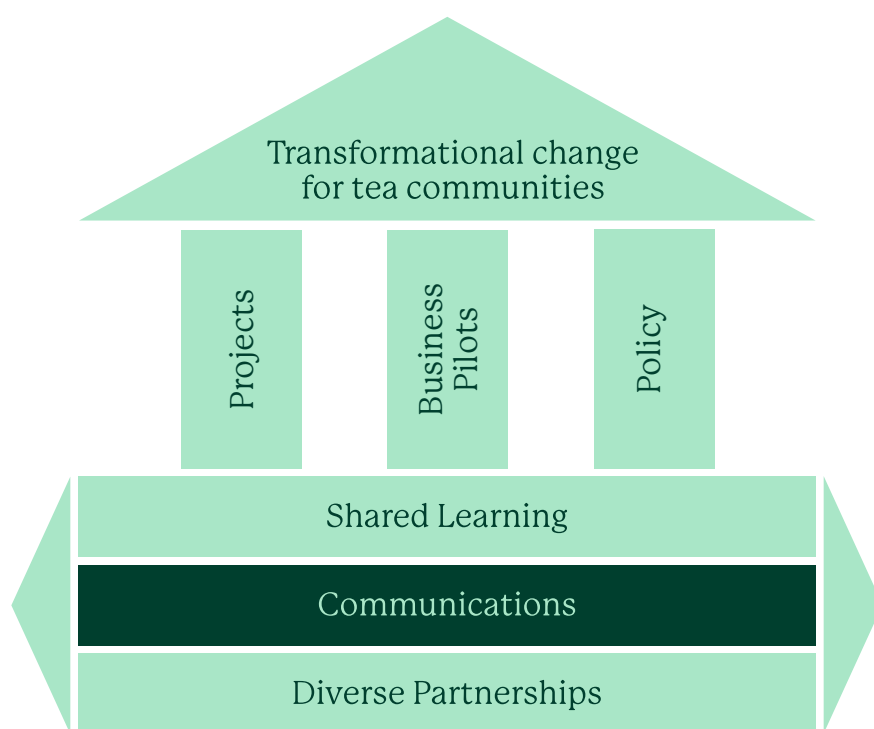 Transformational change
for tea communities
Projects
Business
Pilots
Policy
Shared Learning
Communications
Diverse Partnerships